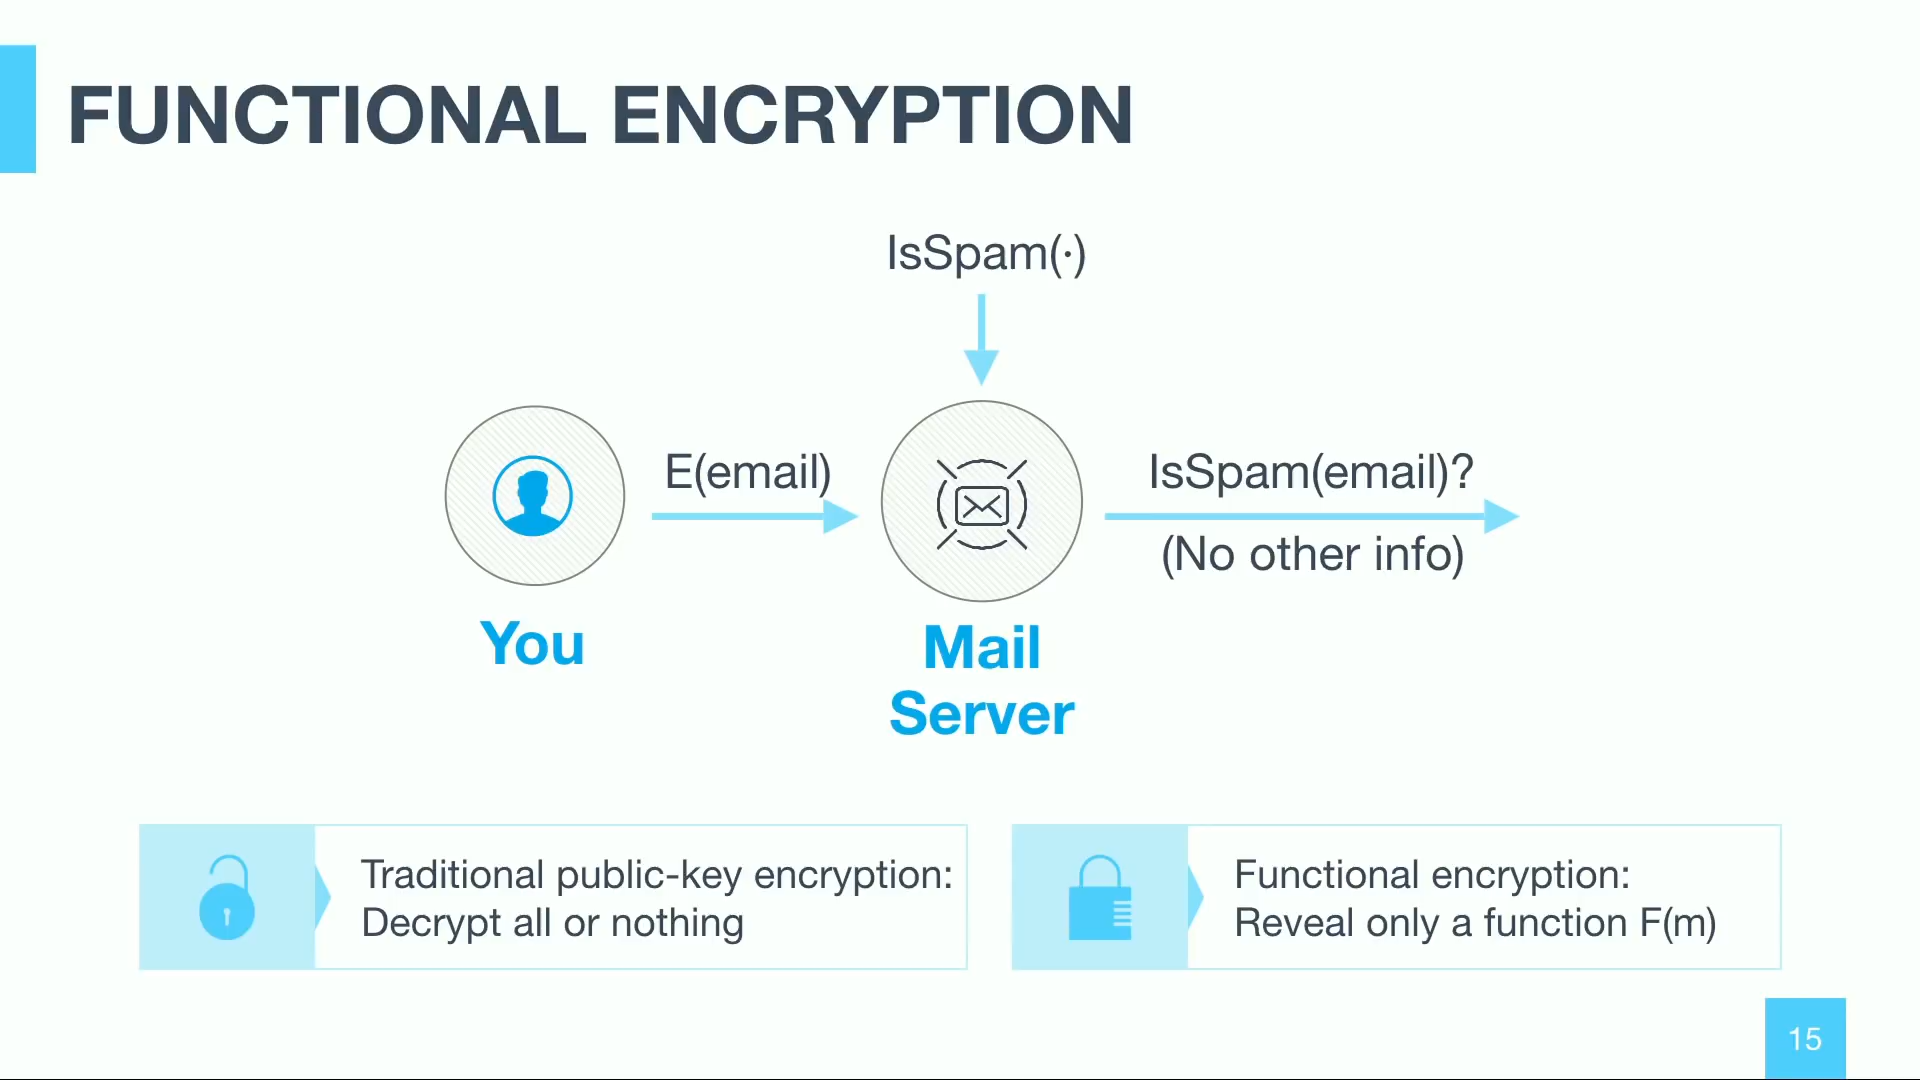 FUNCTIONAL ENCRYPTION
IsSpam(·)
E(email)
IsSpam(email)?
(No other info)
You
Mail
Server
Traditional public-key encryption:
Decrypt all or nothing
Functional encryption:
Reveal only a function F(m)
15